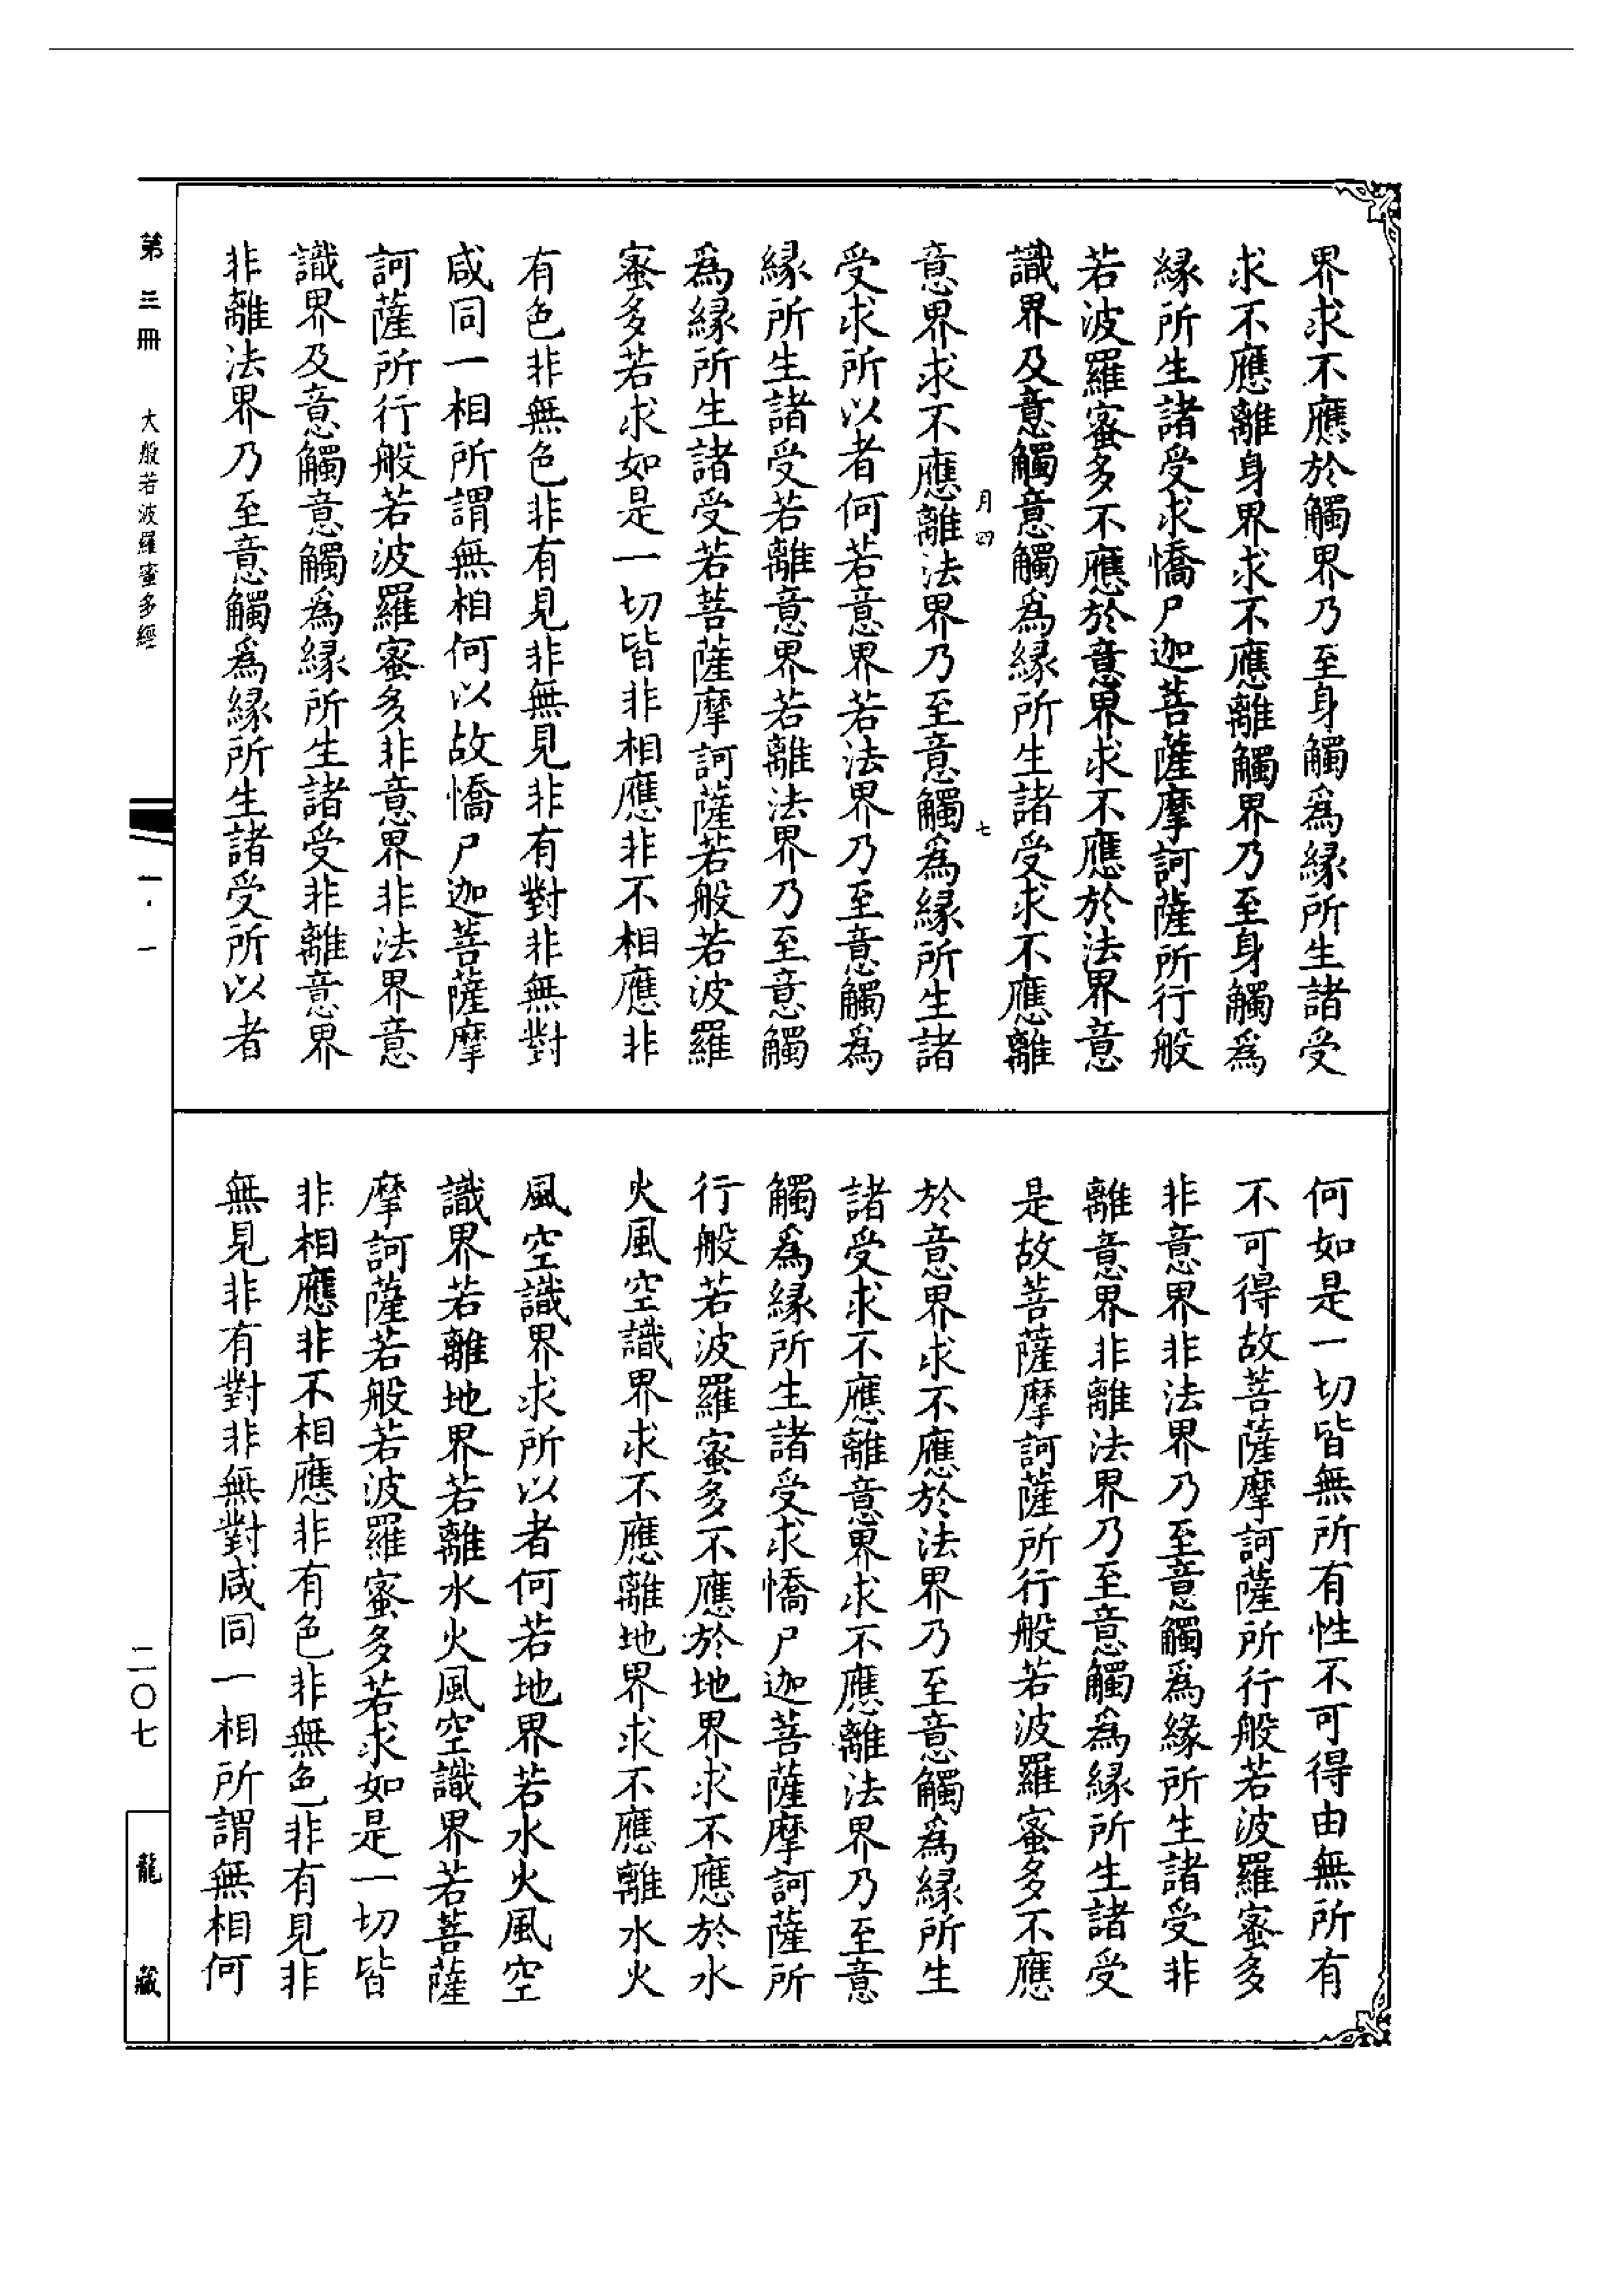 界求不應於觸界乃至身觸爲縁所生諸受
求不應離身界求不應離觸界乃至身觸爲
縁所生諸受求憍尸迦菩薩摩訶薩所行般
若波羅蜜多不應於意界求不應於法界意
識界及意觸意觸爲縁所生諸受求不應離
月四 七
意界求不應離法界乃至意觸爲縁所生諸
受求所以者何若意界若法界乃至意觸爲
縁所生諸受若離意界若離法界乃至意觸
爲縁所生諸受若菩薩摩訶薩若般若波羅
蜜多若求如是一切皆非相應非不相應非
有色非無色非有見非無見非有對非無對
咸同一相所謂無相何以故憍尸迦菩薩摩
訶薩所行般若波羅蜜多非意界非法界意
識界及意觸意觸爲縁所生諸受非離意界
非離法界乃至意觸爲縁所生諸受所以者
何如是一切皆無所有性不可得由無所有
不可得故菩薩摩訶薩所行般若波羅蜜多
非意界非法界乃至意觸爲縁所生諸受非
離意界非離法界乃至意觸爲縁所生諸受
是故菩薩摩訶薩所行般若波羅蜜多不應
於意界求不應於法界乃至意觸爲縁所生
諸受求不應離意界求不應離法界乃至意
觸爲縁所生諸受求憍尸迦菩薩摩訶薩所
行般若波羅蜜多不應於地界求不應於水
火風空識界求不應離地界求不應離水火
風空識界求所以者何若地界若水火風空
識界若離地界若離水火風空識界若菩薩
摩訶薩若般若波羅蜜多若求如是一切皆
非相應非不相應非有色非無色非有見非
無見非有對非無對咸同一相所謂無相何
第三冊 大般若波羅蜜多經
一·一
二〇七
龍藏